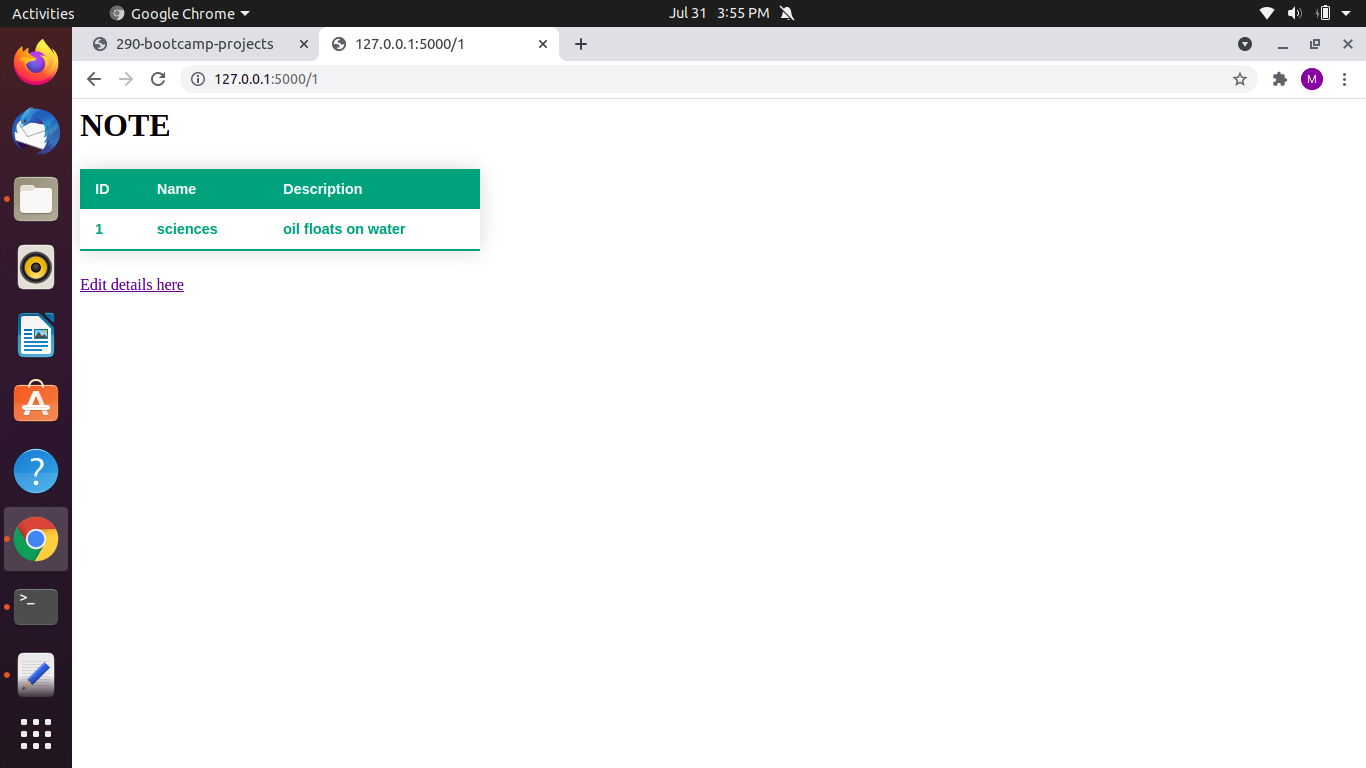 Activities Google Chrome Jul 31 3:55 PM
290-bootcamp-projects 127.0.0.1:5000/1
127.0.0.1:5000/1 M
NOTE
ID Name Description
1 sciences oil floats on water
Edit details here